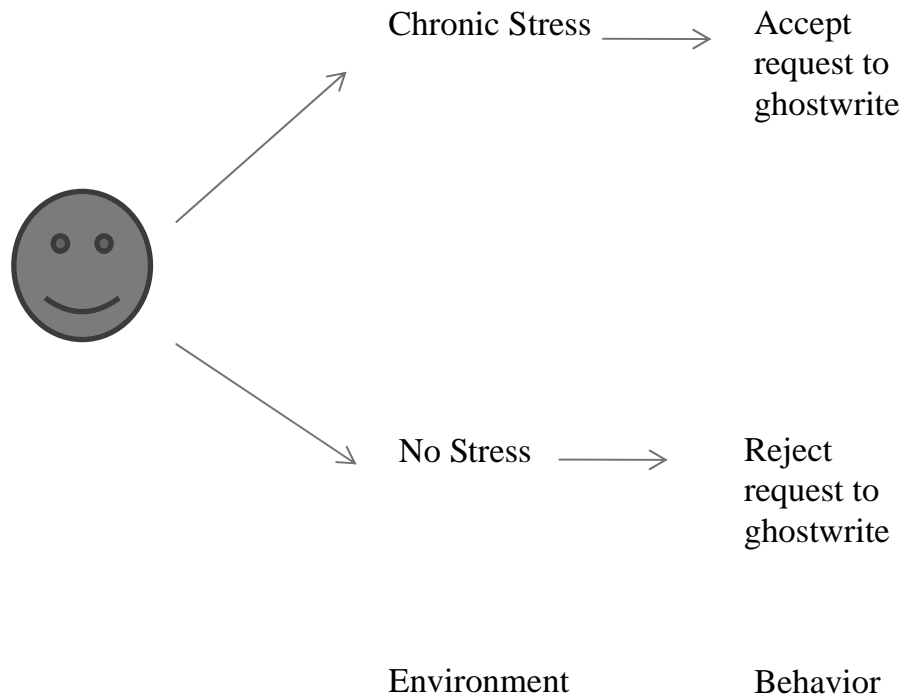 Chronic Stress
Accept
request to
ghostwrite
No Stress
Reject
request to
ghostwrite
Environment
Behavior